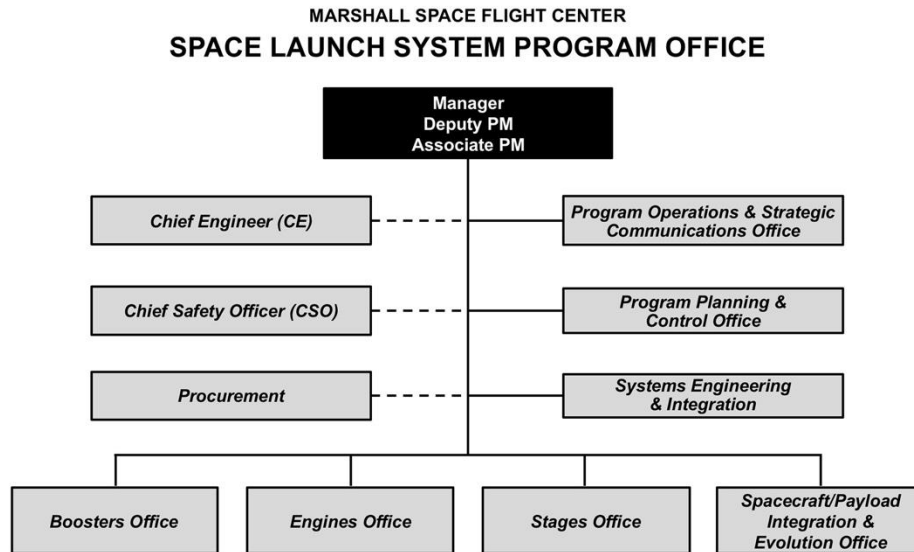 MARSHALL SPACE FLIGHT CENTER
SPACE LAUNCH SYSTEM PROGRAM OFFICE
Manager
Deputy PM
Associate PM
Chief Engineer (CE)
Program Operations & Strategic
Communications Office
Chief Safety Officer (CSO)
Program Planning &
Control Office
Procurement
Systems Engineering
& Integration
Boosters Office
Engines Office
Stages Office
Spacecraft/Payload
Integration &
Evolution Office